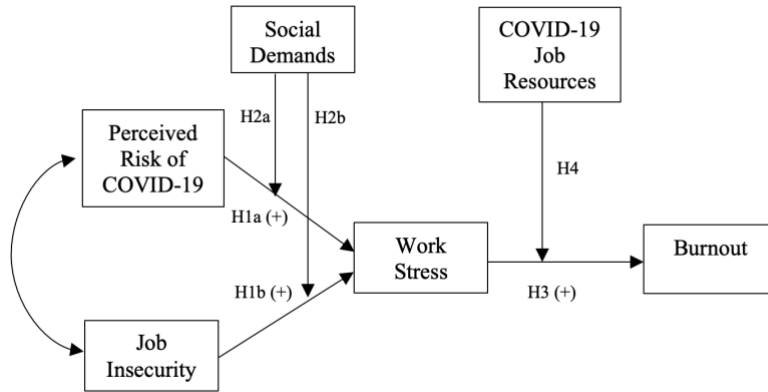 Social
Demands
COVID-19
Job
Resources
H2a
H2b
Perceived
Risk of
COVID-19
H4
H1a (+)
Work
Stress
Burnout
H1b (+)
H3 (+)
Job
Insecurity